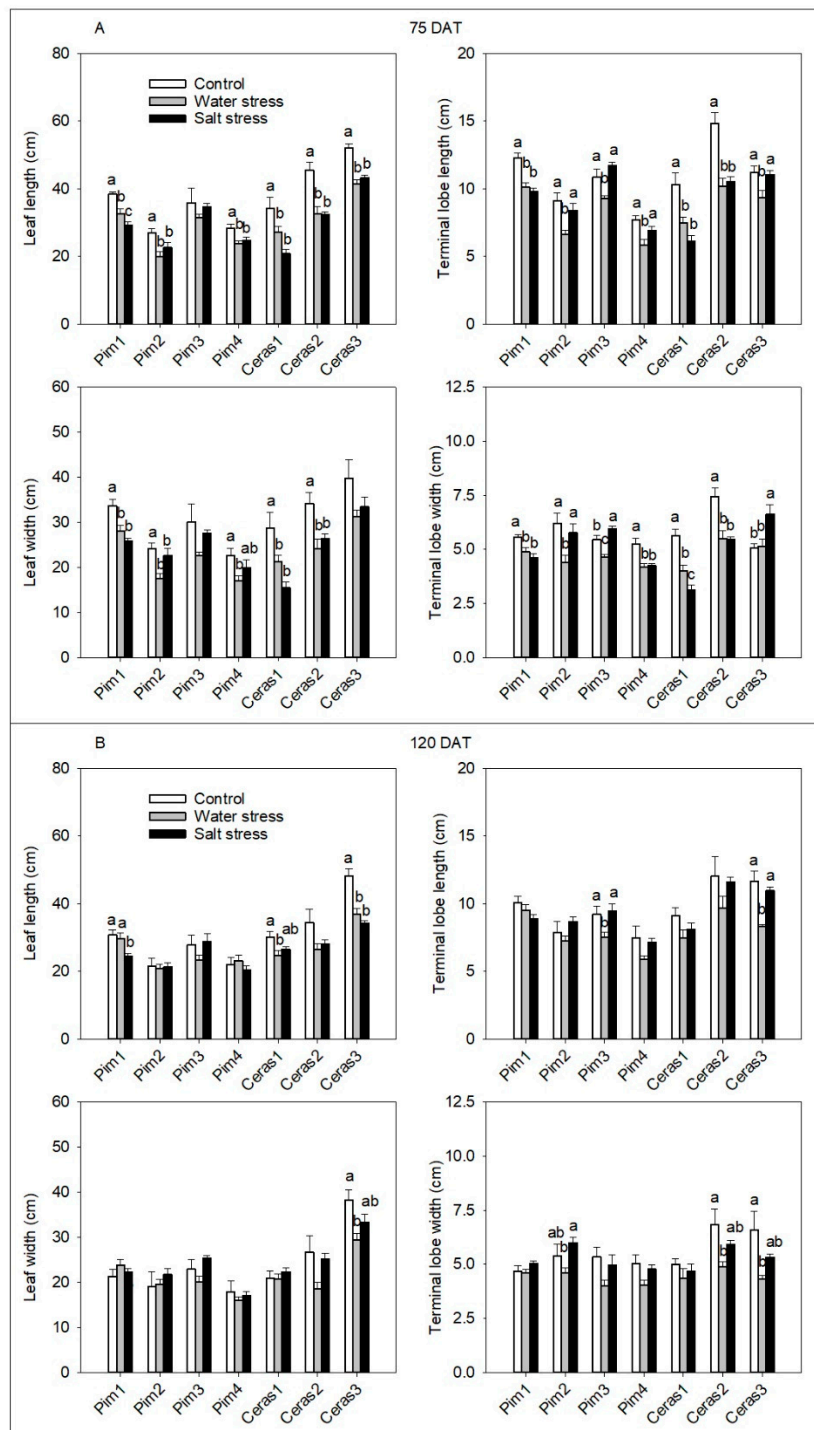 A
75 DAT
80
60
40
20
0
Leaf length (cm)
Control
Water stress
Salt stress
a b c
a b b
a b b
a b b
a b b
a b b
Pim1 Pim2 Pim3 Pim4 Ceras1 Ceras2 Ceras3
20
15
10
5
0
Terminal lobe length (cm)
a b b
a b a
a b a
a b a
a b b
a b b
a b a
Pim1 Pim2 Pim3 Pim4 Ceras1 Ceras2 Ceras3
60
50
40
30
20
10
0
Leaf width (cm)
a b b
a b a
a b ab
a b c
a b b
Pim1 Pim2 Pim3 Pim4 Ceras1 Ceras2 Ceras3
12.5
10
7.5
5.0
2.5
0.0
Terminal lobe width (cm)
a b b
a b a
b c a
a b b
a b c
a b b
b b a
Pim1 Pim2 Pim3 Pim4 Ceras1 Ceras2 Ceras3
B
120 DAT
80
60
40
20
0
Leaf length (cm)
Control
Water stress
Salt stress
a a b
a b ab
a b b
Pim1 Pim2 Pim3 Pim4 Ceras1 Ceras2 Ceras3
20
15
10
5
0
Terminal lobe length (cm)
a b a
a b a
Pim1 Pim2 Pim3 Pim4 Ceras1 Ceras2 Ceras3
60
50
40
30
20
10
0
Leaf width (cm)
a b ab
Pim1 Pim2 Pim3 Pim4 Ceras1 Ceras2 Ceras3
12.5
10.0
7.5
5.0
2.5
0.0
Terminal lobe width (cm)
ab b a
a b ab
a b ab
Pim1 Pim2 Pim3 Pim4 Ceras1 Ceras2 Ceras3